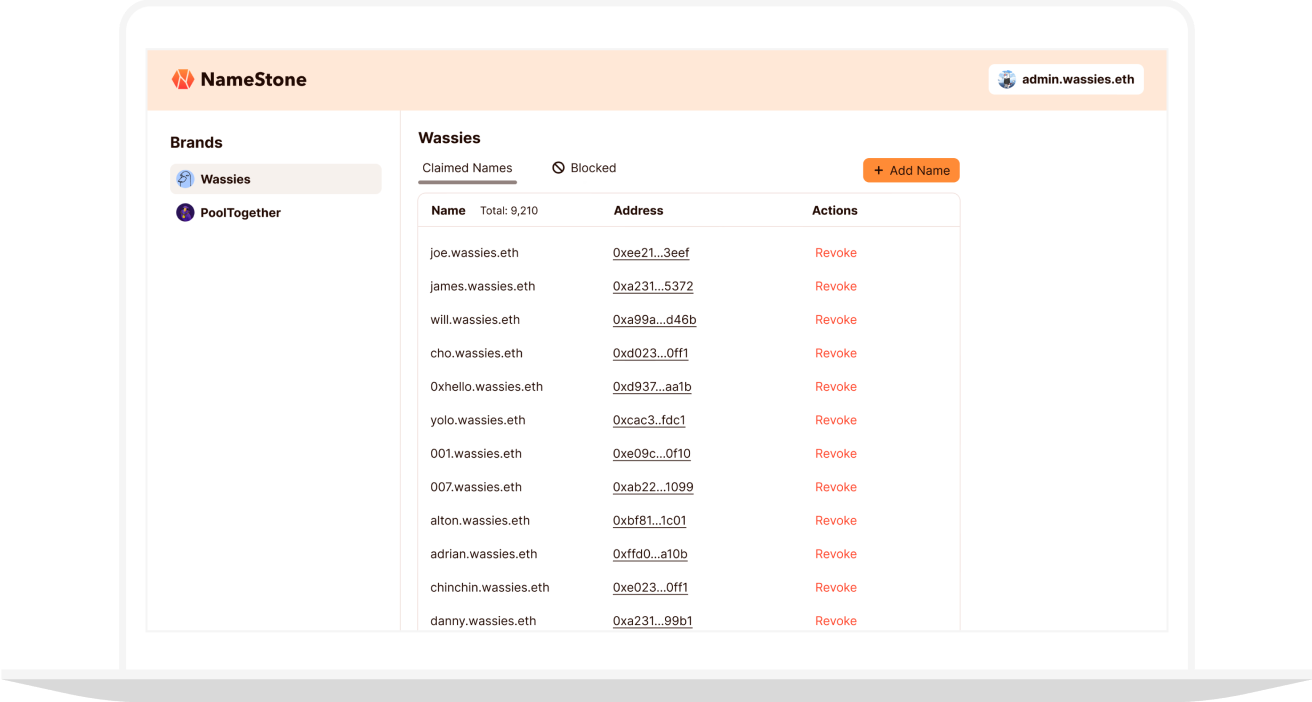 NameStone
admin.wassies.eth
Brands
Wassies
PoolTogether
Wassies
Claimed Names Blocked + Add Name
Name Total: 9,210 Address Actions
joe.wassies.eth 0xee21...3eef Revoke
james.wassies.eth 0xa231...5372 Revoke
will.wassies.eth 0xa99a...d46b Revoke
cho.wassies.eth 0xd023...0ff1 Revoke
0xhello.wassies.eth 0xd937...aa1b Revoke
yolo.wassies.eth 0xcac3..fdc1 Revoke
001.wassies.eth 0xe09c...0f10 Revoke
007.wassies.eth 0xab22...1099 Revoke
alton.wassies.eth 0xbf81...1c01 Revoke
adrian.wassies.eth 0xffd0...a10b Revoke
chinchin.wassies.eth 0xe023...0ff1 Revoke
danny.wassies.eth 0xa231...99b1 Revoke